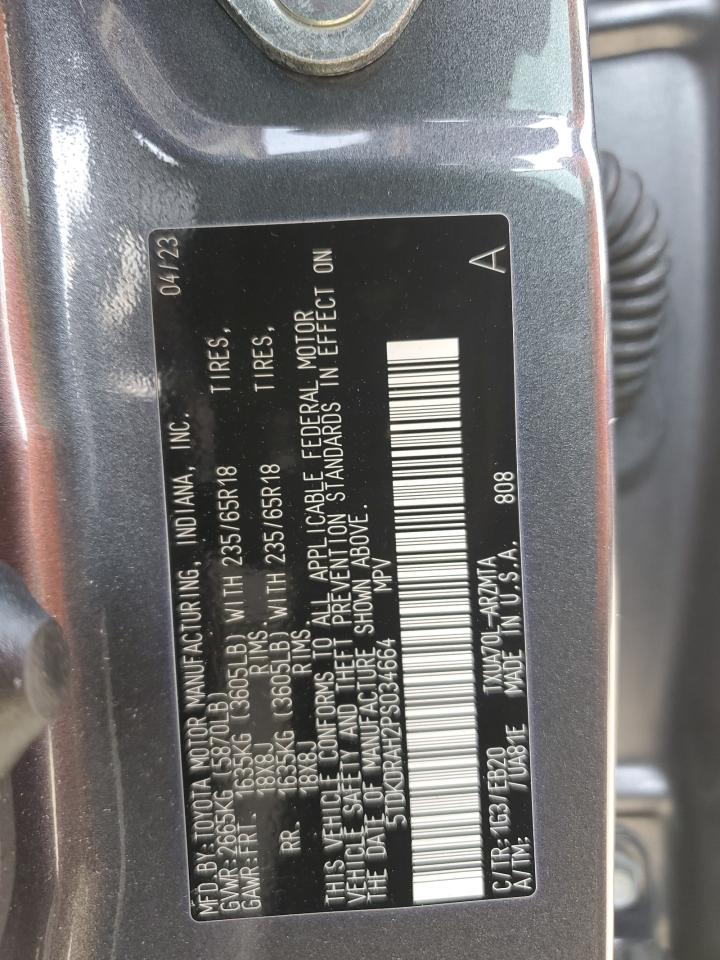 MFD BY:TOYOTA MOTOR MANUFACTURING, INDIANA, INC. 04/23
GVWR:2665KG (5870LB)
GAWR:FRT. 1635KG (3605LB) WITH 235/65R18 TIRES,
18X8J RIMS,
RR. 1635KG (3605LB) WITH 235/65R18 TIRES,
18X8J RIMS
THIS VEHICLE CONFORMS TO ALL APPLICABLE FEDERAL MOTOR
VEHICLE SAFETY AND THEFT PREVENTION STANDARDS IN EFFECT ON
THE DATE OF MANUFACTURE SHOWN ABOVE.
MPV
C/TR:1G3/EB20 TXUA70L-ARZMTA
A/TM: /UA81E MADE IN U.S.A. 808
A